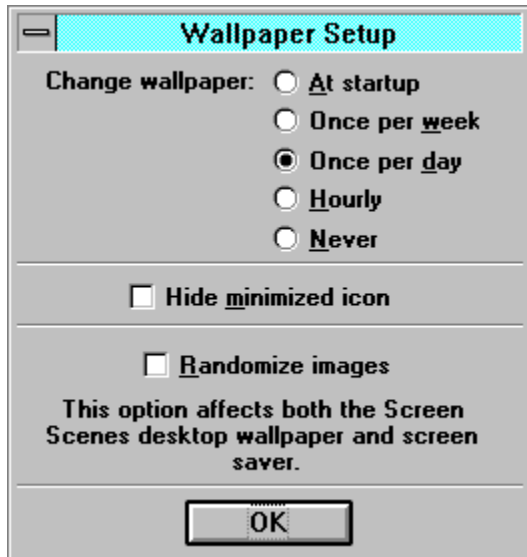 Wallpaper Setup
Change wallpaper: At startup
Once per week
Once per day
Hourly
Never
Hide minimized icon
Randomize images
This option affects both the Screen
Scenes desktop wallpaper and screen
saver.
OK